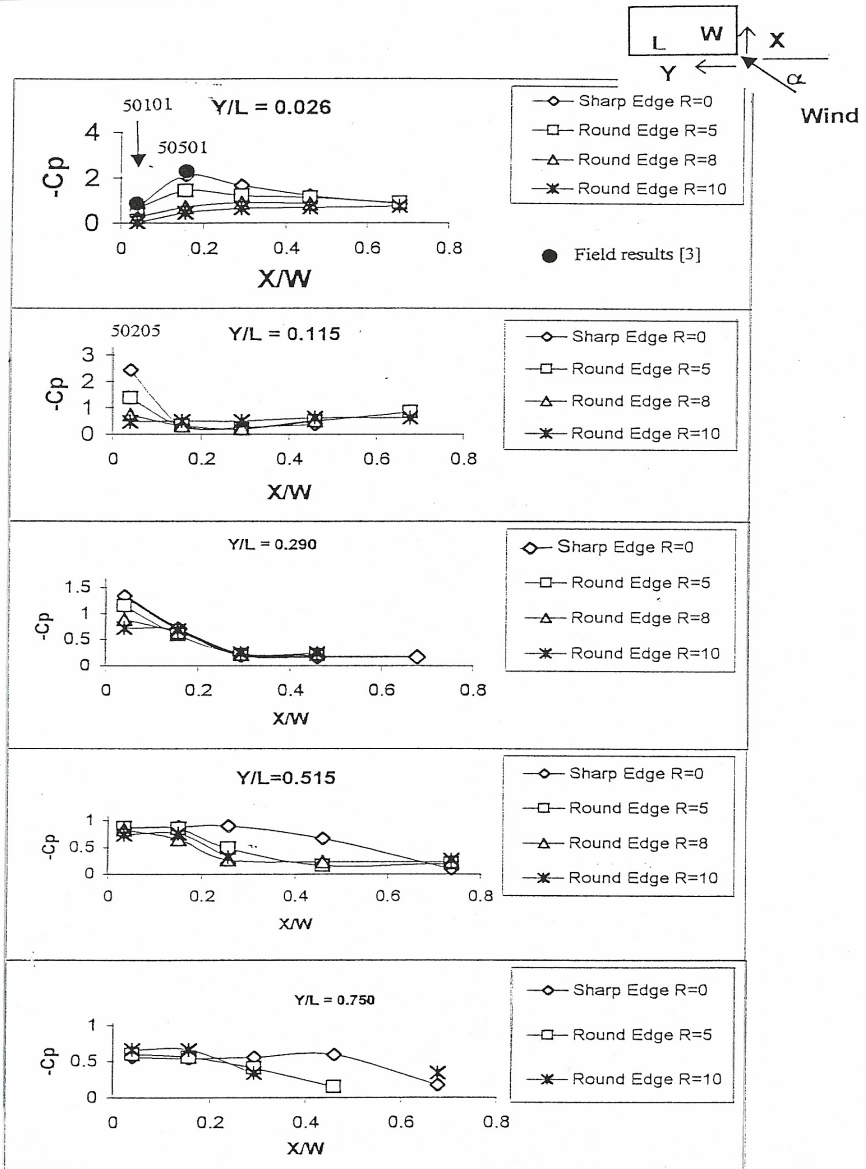 L W X
Y α
Wind
50101 Y/L = 0.026
50501
-Cp
4
2
0
0 0.2 0.4 0.6 0.8
X/W
Sharp Edge R=0
Round Edge R=5
Round Edge R=8
Round Edge R=10
Field results [3]
50205 Y/L = 0.115
-Cp
3
2
1
0
0 0.2 0.4 0.6 0.8
X/W
Sharp Edge R=0
Round Edge R=5
Round Edge R=8
Round Edge R=10
Y/L = 0.290
-Cp
1.5
1
0.5
0
0 0.2 0.4 0.6 0.8
X/W
Sharp Edge R=0
Round Edge R=5
Round Edge R=8
Round Edge R=10
Y/L=0.515
-Cp
1
0.5
0
0 0.2 0.4 0.6 0.8
X/W
Sharp Edge R=0
Round Edge R=5
Round Edge R=8
Round Edge R=10
Y/L = 0.750
-Cp
1
0.5
0
0 0.2 0.4 0.6 0.8
X/W
Sharp Edge R=0
Round Edge R=5
Round Edge R=10